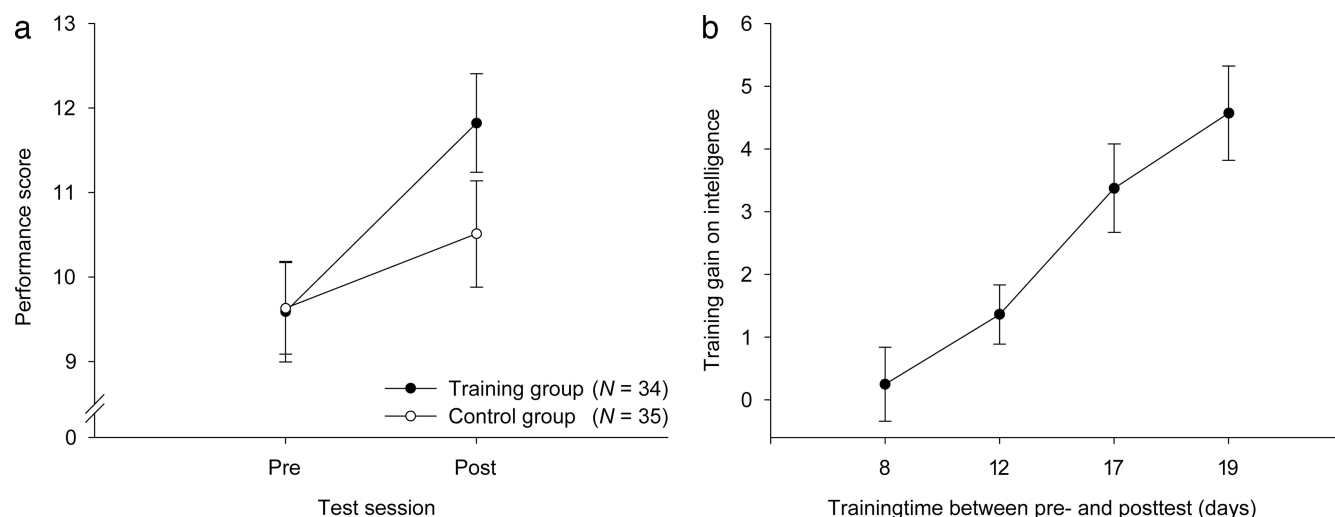 a
13
12
11
10
9
0
Performance score
Training group (N = 34)
Control group (N = 35)
Pre Post
Test session
b
6
5
4
3
2
1
0
Training gain on intelligence
8 12 17 19
Trainingtime between pre- and posttest (days)